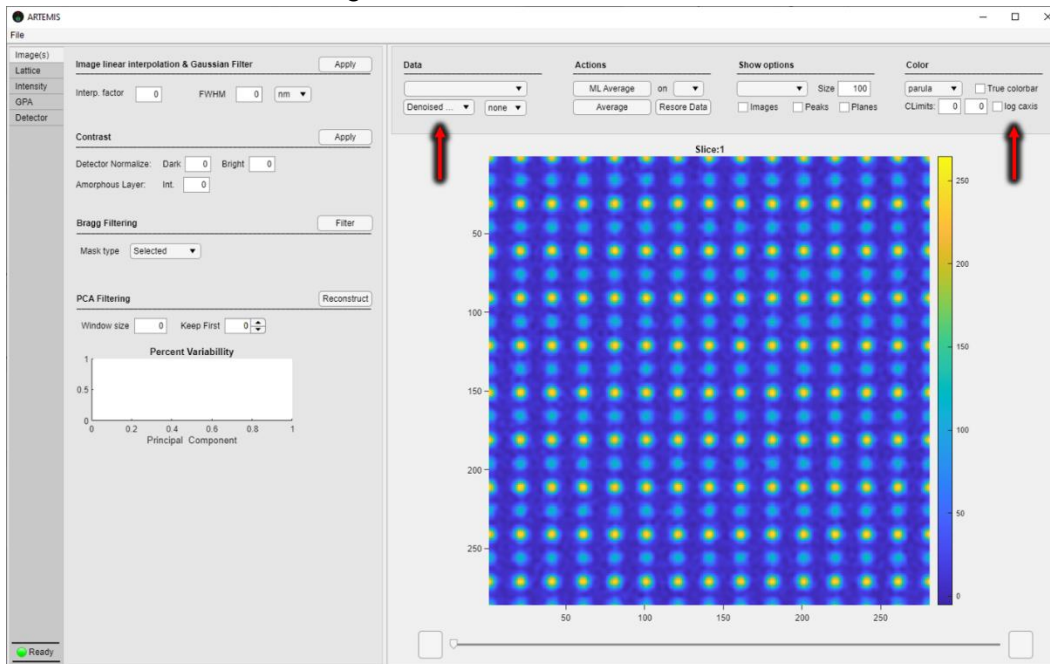 ARTEMIS
File
Image(s)
Lattice
Intensity
GPA
Detector
Image linear interpolation & Gaussian Filter Apply
Interp. factor 0 FWHM 0 nm
Contrast Apply
Detector Normalize: Dark 0 Bright 0
Amorphous Layer: Int. 0
Bragg Filtering Filter
Mask type Selected
PCA Filtering Reconstruct
Window size 0 Keep First 0
Percent Variabillity
1
0.5
0
0 0.2 0.4 0.6 0.8 1
Principal Component
Ready
Data Actions Show options Color
ML Average on Size 100 parula True colorbar
Denoised ... none Average Resore Data Images Peaks Planes CLimits: 0 0 log caxis
Slice:1
50
100
150
200
250
50 100 150 200 250
250
200
150
100
50
0